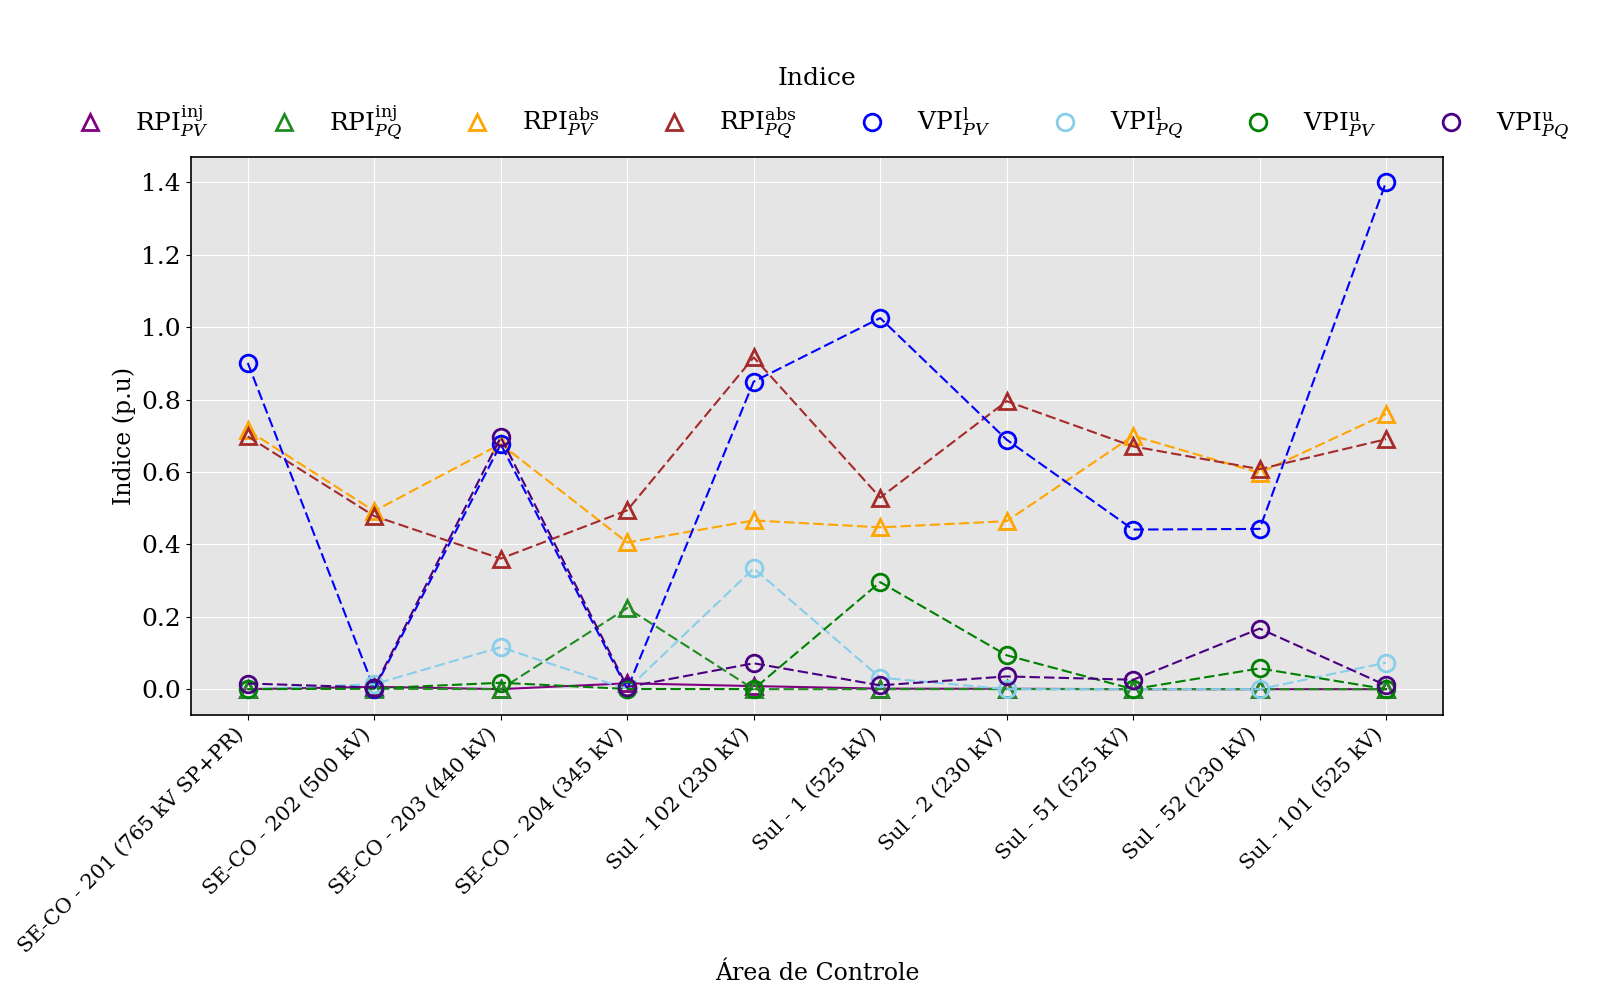 Indice
RPI^inj_PV RPI^inj_PQ RPI^abs_PV RPI^abs_PQ VPI^l_PV VPI^l_PQ VPI^u_PV VPI^u_PQ
1.4
1.2
1.0
0.8
0.6
0.4
0.2
0.0
Indice (p.u)
SE-CO - 201 (765 kV SP+PR)
SE-CO - 202 (500 kV)
SE-CO - 203 (440 kV)
SE-CO - 204 (345 kV)
Sul - 102 (230 kV)
Sul - 1 (525 kV)
Sul - 2 (230 kV)
Sul - 51 (525 kV)
Sul - 52 (230 kV)
Sul - 101 (525 kV)
Área de Controle